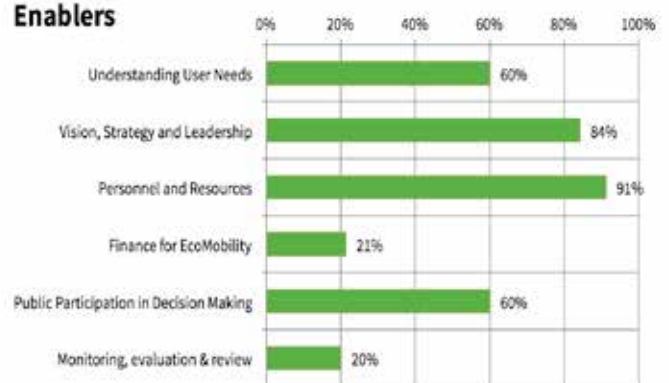 Enablers
0% 20% 40% 60% 80% 100%
Understanding User Needs 60%
Vision, Strategy and Leadership 84%
Personnel and Resources 91%
Finance for EcoMobility 21%
Public Participation in Decision Making 60%
Monitoring, evaluation & review 20%